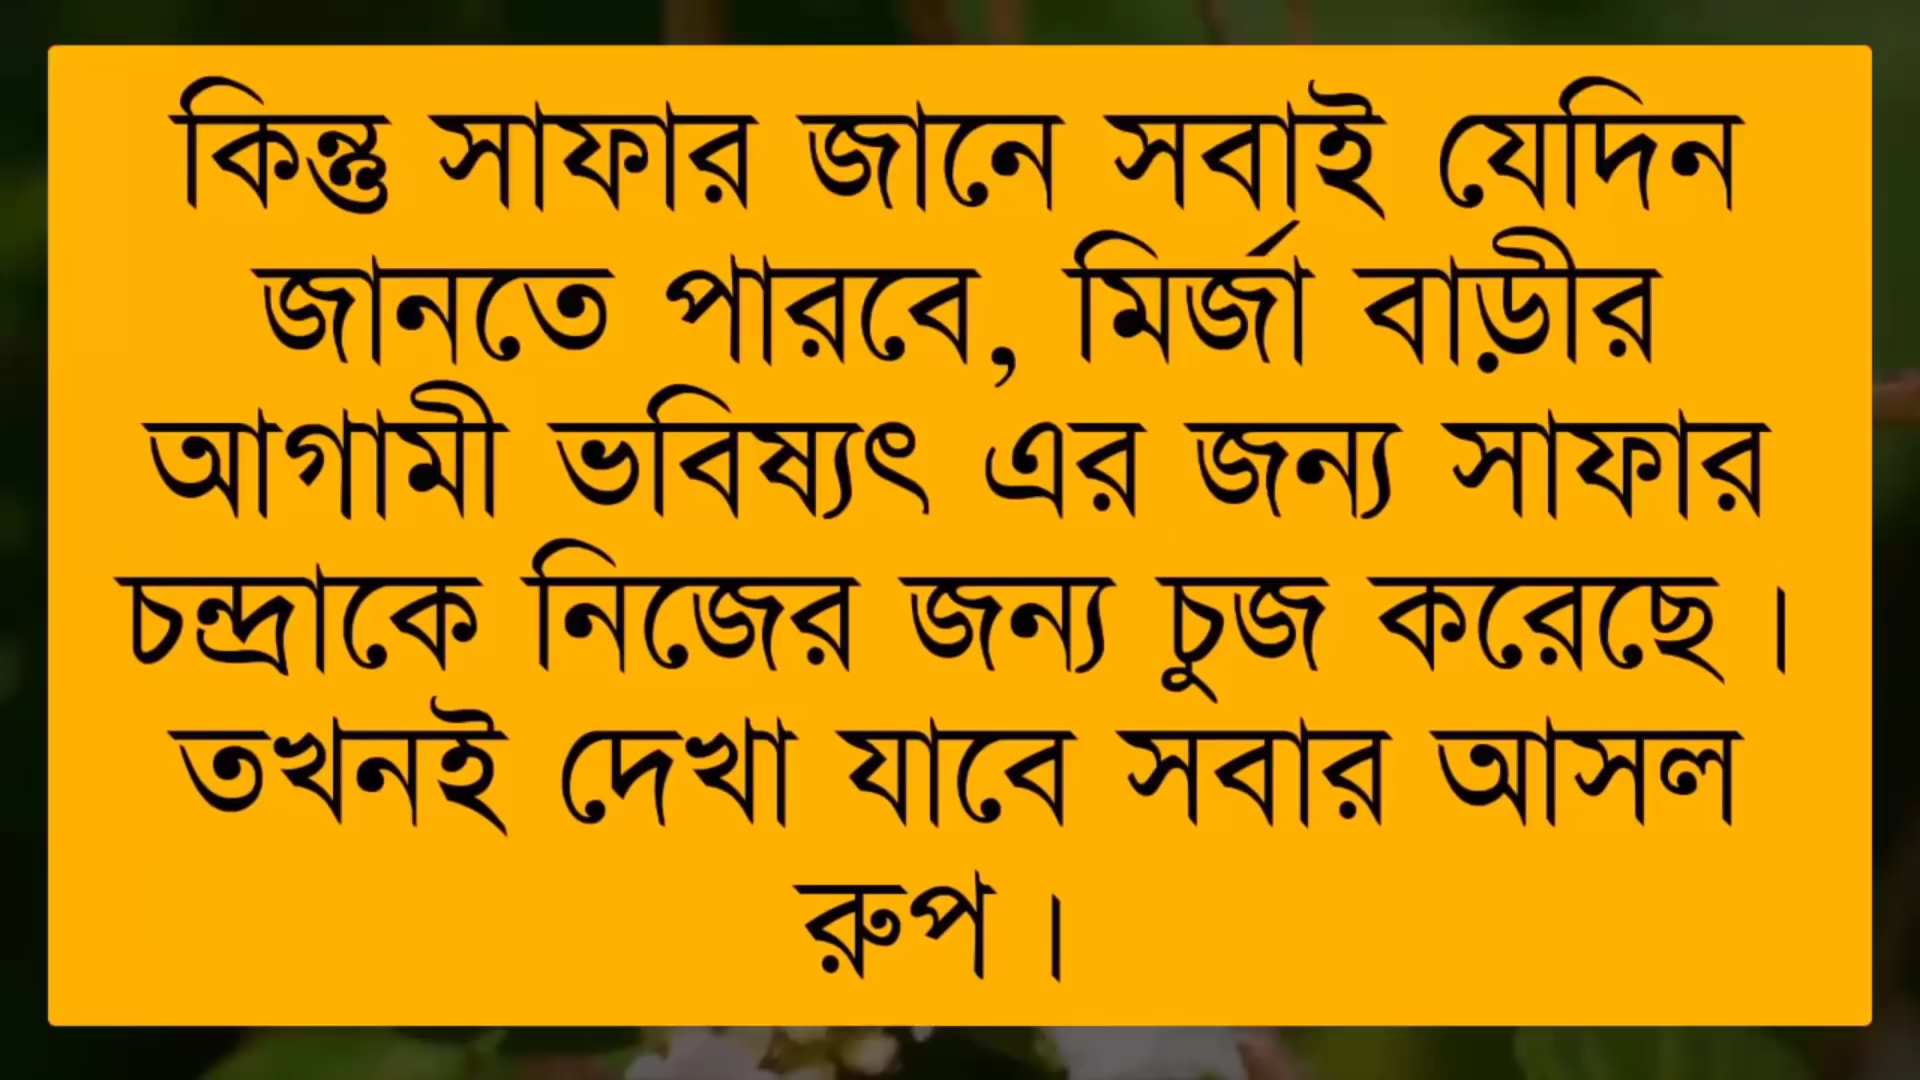 কিন্তু সাফার জানে সবাই যেদিন
জানতে পারবে, মির্জা বাড়ীর
আগামী ভবিষ্যৎ এর জন্য সাফার
চন্দ্রাকে নিজের জন্য চুজ করেছে।
তখনই দেখা যাবে সবার আসল
রুপ।